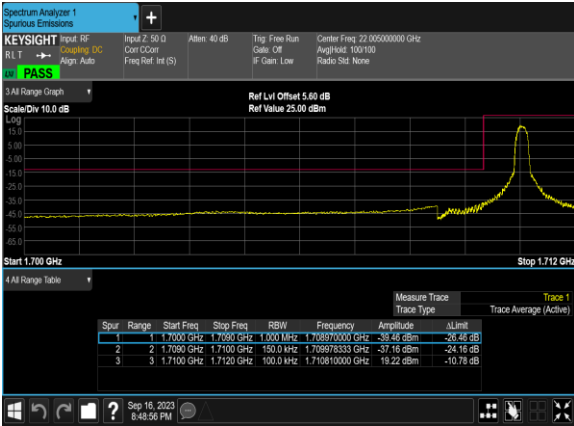 Spectrum Analyzer 1
Spurious Emissions
KEYSIGHT Input: RF Input Z: 50 Ω Atten: 40 dB Trig: Free Run Center Freq: 22.005000000 GHz
RLT Coupling: DC Corr CCorr Gate: Off Avg|Hold: 100/100
Align: Auto Freq Ref: Int (S) IF Gain: Low Radio Std: None
PASS
3 All Range Graph
Ref Lvl Offset 5.60 dB
Scale/Div 10.0 dB Ref Value 25.00 dBm
Log
15.0
5.00
-5.00
-15.0
-25.0
-35.0
-45.0
-55.0
-65.0
Start 1.700 GHz Stop 1.712 GHz
4 All Range Table
Measure Trace Trace 1
Trace Type Trace Average (Active)
Spur Range Start Freq Stop Freq RBW Frequency Amplitude ΔLimit
1 1 1.7000 GHz 1.7090 GHz 1.000 MHz 1.708970000 GHz -39.46 dBm -26.46 dB
2 2 1.7090 GHz 1.7100 GHz 150.0 kHz 1.709978333 GHz -37.16 dBm -24.16 dB
3 3 1.7100 GHz 1.7120 GHz 100.0 kHz 1.710810000 GHz 19.22 dBm -10.78 dB
Sep 16, 2023
8:48:56 PM